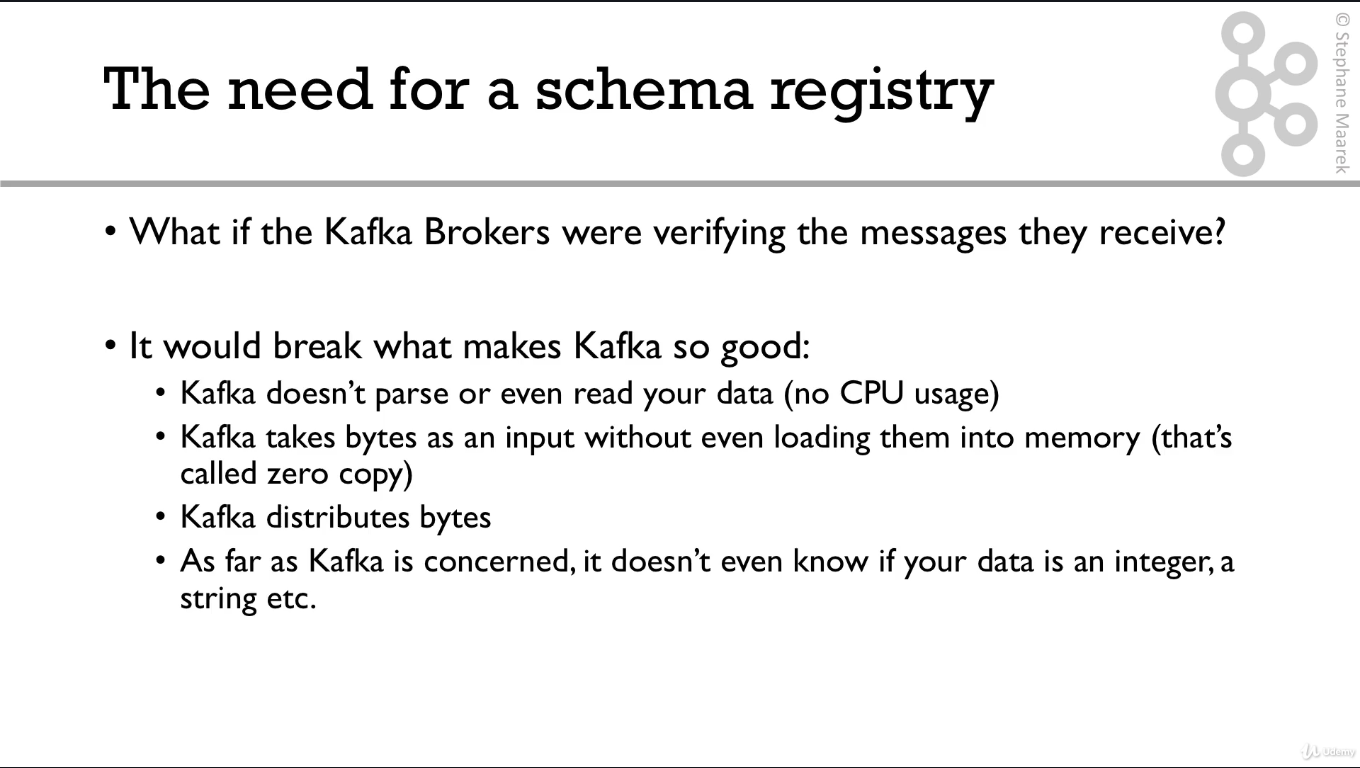 The need for a schema registry
© Stephane Maarek
• What if the Kafka Brokers were verifying the messages they receive?
• It would break what makes Kafka so good:
• Kafka doesn’t parse or even read your data (no CPU usage)
• Kafka takes bytes as an input without even loading them into memory (that’s
called zero copy)
• Kafka distributes bytes
• As far as Kafka is concerned, it doesn’t even know if your data is an integer, a
string etc.
Udemy